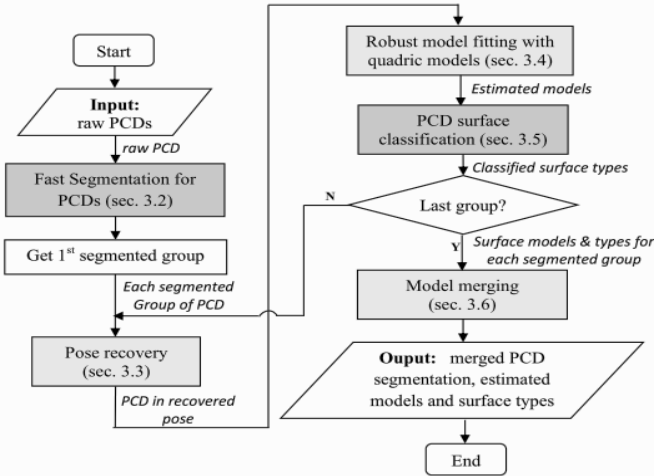 Start
Input:
raw PCDs
raw PCD
Fast Segmentation for
PCDs (sec. 3.2)
Get 1st segmented group
Each segmented
Group of PCD
Pose recovery
(sec. 3.3)
PCD in recovered
pose
Robust model fitting with
quadric models (sec. 3.4)
Estimated models
PCD surface
classification (sec. 3.5)
Classified surface types
N
Last group?
Y
Surface models & types for
each segmented group
Model merging
(sec. 3.6)
Ouput: merged PCD
segmentation, estimated
models and surface types
End